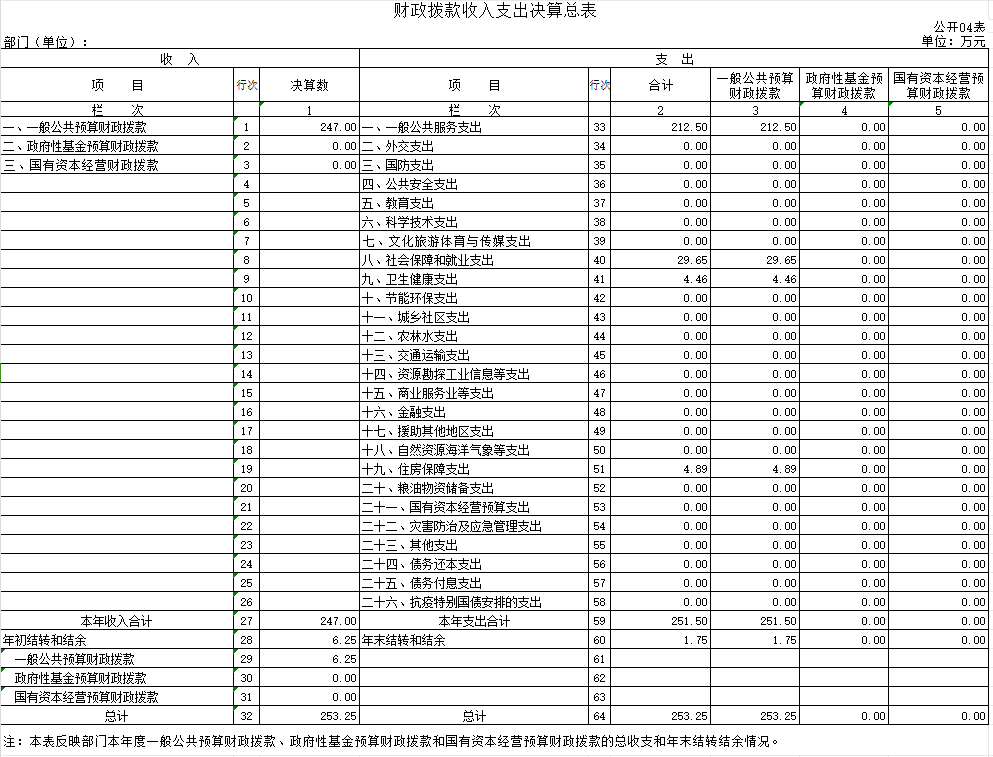 财政拨款收入支出决算总表
公开04表
部门（单位）：
单位：万元
收 入 支 出
项 目 行次 决算数 项 目 行次 合计 一般公共预算财政拨款 政府性基金预算财政拨款 国有资本经营预算财政拨款
栏 次 1 栏 次 2 3 4 5
一、一般公共预算财政拨款 1 247.00 一、一般公共服务支出 33 212.50 212.50 0.00 0.00
二、政府性基金预算财政拨款 2 0.00 二、外交支出 34 0.00 0.00 0.00 0.00
三、国有资本经营财政拨款 3 0.00 三、国防支出 35 0.00 0.00 0.00 0.00
4 四、公共安全支出 36 0.00 0.00 0.00 0.00
5 五、教育支出 37 0.00 0.00 0.00 0.00
6 六、科学技术支出 38 0.00 0.00 0.00 0.00
7 七、文化旅游体育与传媒支出 39 0.00 0.00 0.00 0.00
8 八、社会保障和就业支出 40 29.65 29.65 0.00 0.00
9 九、卫生健康支出 41 4.46 4.46 0.00 0.00
10 十、节能环保支出 42 0.00 0.00 0.00 0.00
11 十一、城乡社区支出 43 0.00 0.00 0.00 0.00
12 十二、农林水支出 44 0.00 0.00 0.00 0.00
13 十三、交通运输支出 45 0.00 0.00 0.00 0.00
14 十四、资源勘探工业信息等支出 46 0.00 0.00 0.00 0.00
15 十五、商业服务业等支出 47 0.00 0.00 0.00 0.00
16 十六、金融支出 48 0.00 0.00 0.00 0.00
17 十七、援助其他地区支出 49 0.00 0.00 0.00 0.00
18 十八、自然资源海洋气象等支出 50 0.00 0.00 0.00 0.00
19 十九、住房保障支出 51 4.89 4.89 0.00 0.00
20 二十、粮油物资储备支出 52 0.00 0.00 0.00 0.00
21 二十一、国有资本经营预算支出 53 0.00 0.00 0.00 0.00
22 二十二、灾害防治及应急管理支出 54 0.00 0.00 0.00 0.00
23 二十三、其他支出 55 0.00 0.00 0.00 0.00
24 二十四、债务还本支出 56 0.00 0.00 0.00 0.00
25 二十五、债务付息支出 57 0.00 0.00 0.00 0.00
26 二十六、抗疫特别国债安排的支出 58 0.00 0.00 0.00 0.00
本年收入合计 27 247.00 本年支出合计 59 251.50 251.50 0.00 0.00
年初结转和结余 28 6.25 年末结转和结余 60 1.75 1.75 0.00 0.00
一般公共预算财政拨款 29 6.25 61
政府性基金预算财政拨款 30 0.00 62
国有资本经营预算财政拨款 31 0.00 63
总计 32 253.25 总计 64 253.25 253.25 0.00 0.00
注：本表反映部门本年度一般公共预算财政拨款、政府性基金预算财政拨款和国有资本经营预算财政拨款的总收支和年末结转结余情况。